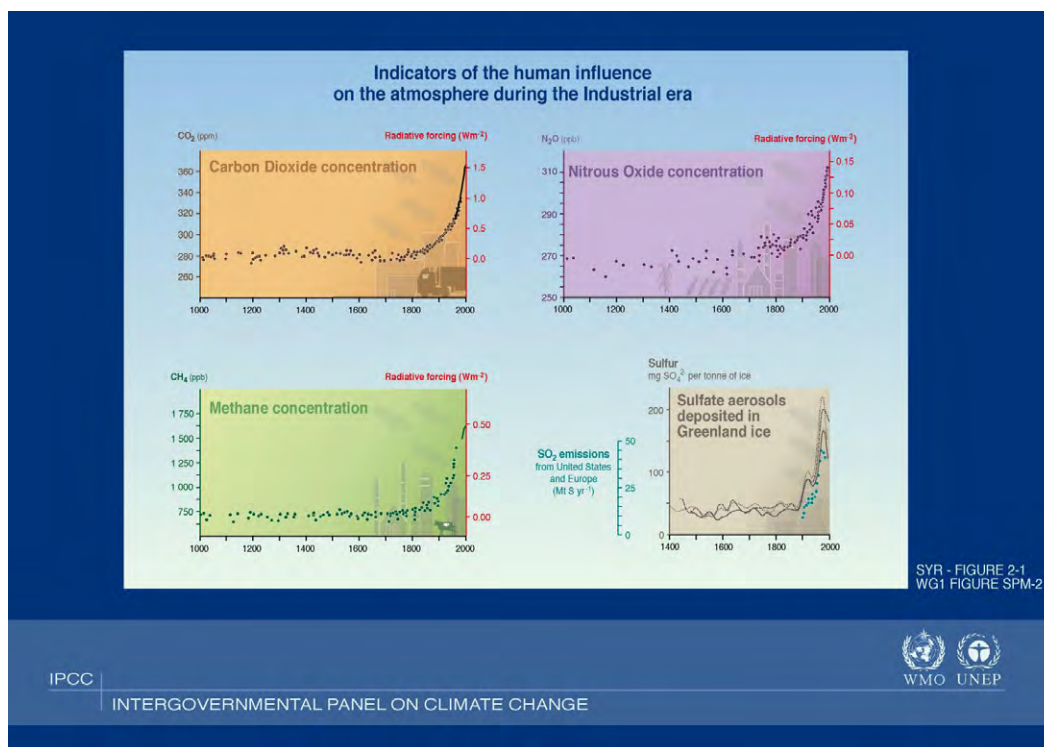 Indicators of the human influence
on the atmosphere during the Industrial era
CO2 (ppm)
Radiative forcing (Wm-2)
Carbon Dioxide concentration
360
340
320
300
280
260
1.5
1.0
0.5
0.0
1000 1200 1400 1600 1800 2000
N2O (ppb)
Radiative forcing (Wm-2)
Nitrous Oxide concentration
310
290
270
250
0.15
0.10
0.05
0.00
1000 1200 1400 1600 1800 2000
CH4 (ppb)
Radiative forcing (Wm-2)
Methane concentration
1 750
1 500
1 250
1 000
750
0.50
0.25
0.00
1000 1200 1400 1600 1800 2000
Sulfur
mg SO4 2- per tonne of ice
Sulfate aerosols
deposited in
Greenland ice
200
100
0
SO2 emissions
from United States
and Europe
(Mt S yr-1)
50
25
0
1400 1600 1800 2000
SYR - FIGURE 2-1
WG1 FIGURE SPM-2
WMO UNEP
IPCC
INTERGOVERNMENTAL PANEL ON CLIMATE CHANGE